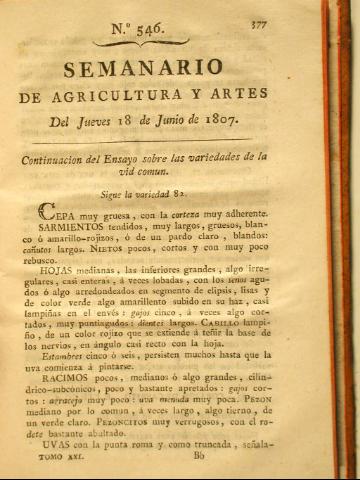 N.º 546.
377
SEMANARIO
DE AGRICULTURA Y ARTES
Del Jueves 18 de Junio de 1807.
Continuacion del Ensayo sobre las variedades de la
vid comun.
Sigue la variedad 82.
CEPA muy gruesa, con la corteza muy adherente.
SARMIENTOS tendidos, muy largos, gruesos, blan-
co ó amarillo-rojizos, ó de un pardo claro, blandos:
cañutos largos. NIETOS pocos, cortos y con muy poco
rebusco.
HOJAS medianas, las inferiores grandes, algo irre-
gulares, casi enteras, á veces lobadas, con los senos agu-
dos ó algo arredondeados en segmento de elipsis, lisas y
de color verde algo amarillento subido en su haz, casi
lampiñas en el envés: gajos cinco, á veces algo cor-
tados, muy puntiagudos: dientes largos. CABILLO lampi-
ño, de un color rojizo que se extiende á teñir la base de
los nervios, en ángulo casi recto con la hoja.
Estambres cinco ó seis, persisten muchos hasta que la
uva comienza á pintarse.
RACIMOS pocos, medianos ó algo grandes, cilin-
drico-subcónicos, poco y bastante apretados: gajos cor-
tos: agracejo muy poco: uva menuda muy poca. PEZON
mediano por lo comun, á veces largo, algo tierno, de
un verde claro. PEZONCITOS muy verrugosos, con el ro-
dete bastante abultado.
UVAS con la punta roma y como truncada, señala-
TOMO XXI. Bb